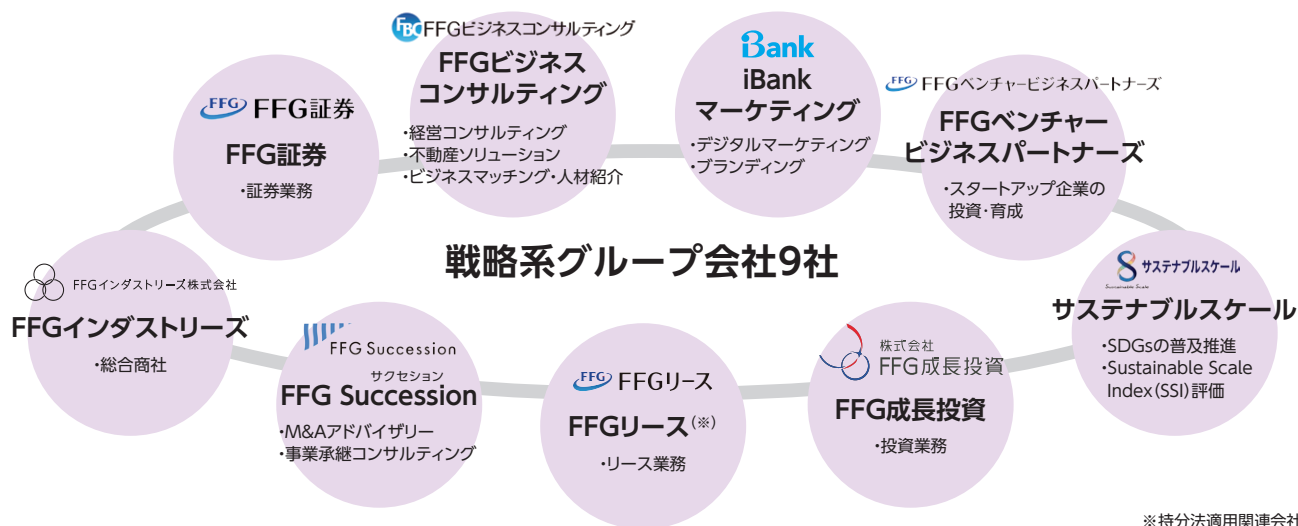 FBC FFGビジネスコンサルティング
FFGビジネス
コンサルティング
・経営コンサルティング
・不動産ソリューション
・ビジネスマッチング・人材紹介
iBank
iBank
マーケティング
・デジタルマーケティング
・ブランディング
FFG FFGベンチャービジネスパートナーズ
FFGベンチャー
ビジネスパートナーズ
・スタートアップ企業の
投資・育成
FFG FFG証券
FFG証券
・証券業務
戦略系グループ会社9社
FFGインダストリーズ株式会社
FFGインダストリーズ
・総合商社
サステナブルスケール
Sustainable Scale
サステナブルスケール
・SDGsの普及推進
・Sustainable Scale
Index(SSI)評価
FFG Succession
サクセション
FFG Succession
・M&Aアドバイザリー
・事業承継コンサルティング
FFG FFGリース
FFGリース(※)
・リース業務
株式会社
FFG成長投資
FFG成長投資
・投資業務
※持分法適用関連会社